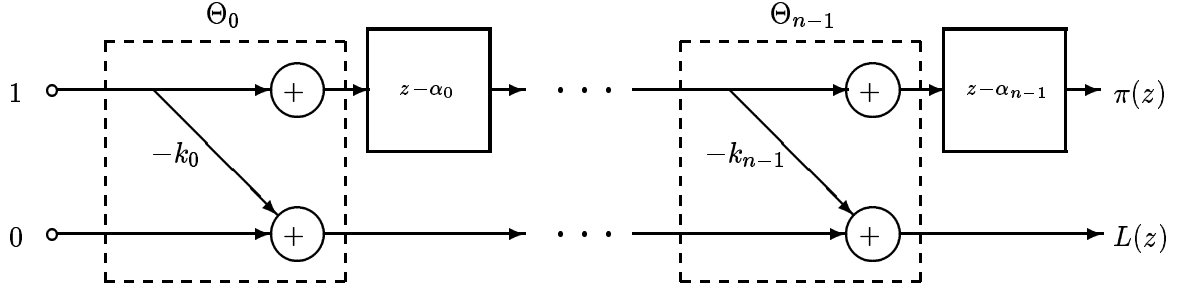 Θ₀ Θₙ₋₁
1 + z−α₀ · · · + z−αₙ₋₁ π(z)
−k₀ −kₙ₋₁
0 + · · · + L(z)